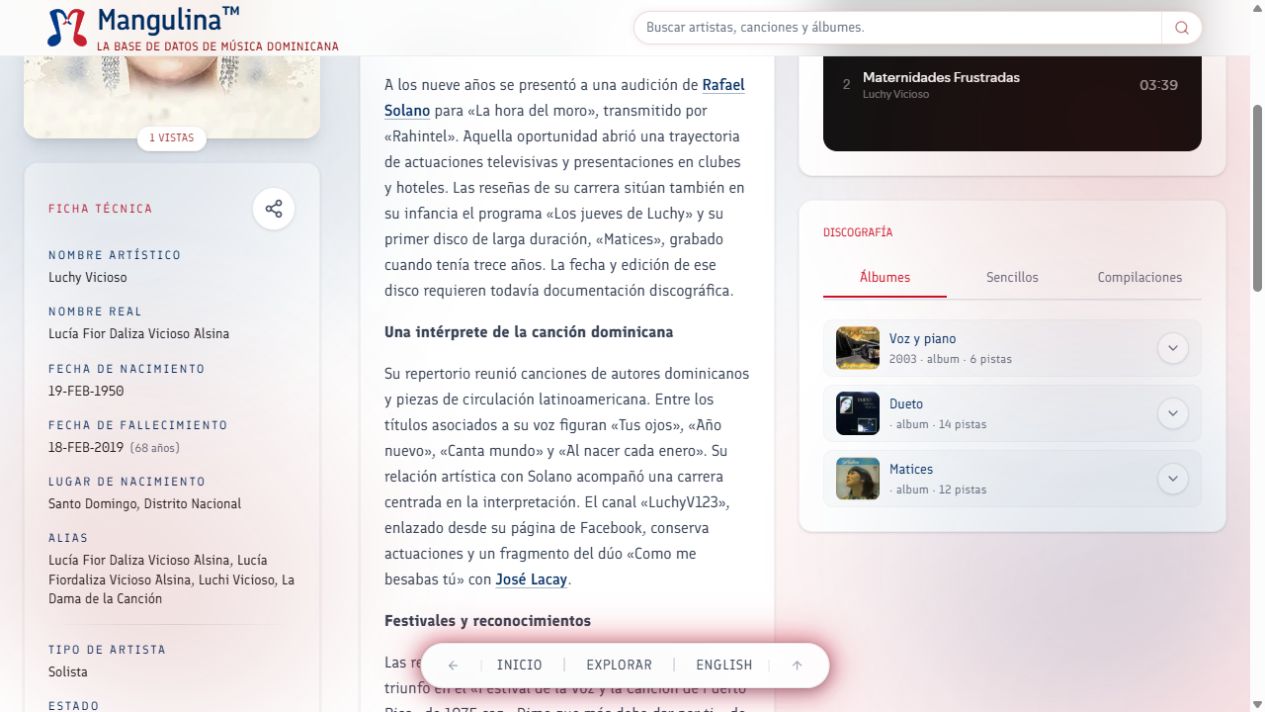 Mangulina™
LA BASE DE DATOS DE MÚSICA DOMINICANA
Buscar artistas, canciones y álbumes.
1 VISTAS
FICHA TÉCNICA
NOMBRE ARTÍSTICO
Luchy Vicioso
NOMBRE REAL
Lucía Fior Daliza Vicioso Alsina
FECHA DE NACIMIENTO
19-FEB-1950
FECHA DE FALLECIMIENTO
18-FEB-2019 (68 años)
LUGAR DE NACIMIENTO
Santo Domingo, Distrito Nacional
ALIAS
Lucía Fior Daliza Vicioso Alsina, Lucía
Fiordaliza Vicioso Alsina, Luchi Vicioso, La
Dama de la Canción
TIPO DE ARTISTA
Solista
ESTADO
A los nueve años se presentó a una audición de Rafael
Solano para «La hora del moro», transmitido por
«Rahintel». Aquella oportunidad abrió una trayectoria
de actuaciones televisivas y presentaciones en clubes
y hoteles. Las reseñas de su carrera sitúan también en
su infancia el programa «Los jueves de Luchy» y su
primer disco de larga duración, «Matices», grabado
cuando tenía trece años. La fecha y edición de ese
disco requieren todavía documentación discográfica.
Una intérprete de la canción dominicana
Su repertorio reunió canciones de autores dominicanos
y piezas de circulación latinoamericana. Entre los
títulos asociados a su voz figuran «Tus ojos», «Año
nuevo», «Canta mundo» y «Al nacer cada enero». Su
relación artística con Solano acompañó una carrera
centrada en la interpretación. El canal «LuchyV123»,
enlazado desde su página de Facebook, conserva
actuaciones y un fragmento del dúo «Como me
besabas tú» con José Lacay.
Festivales y reconocimientos
Las
triunfó en el «Festival de la Voz y la Canción de Puerto
2 Maternidades Frustradas 03:39
Luchy Vicioso
DISCOGRAFÍA
Álbumes Sencillos Compilaciones
Voz y piano
2003 · album · 6 pistas
Dueto
· album · 14 pistas
Matices
· album · 12 pistas
← INICIO | EXPLORAR | ENGLISH ↑